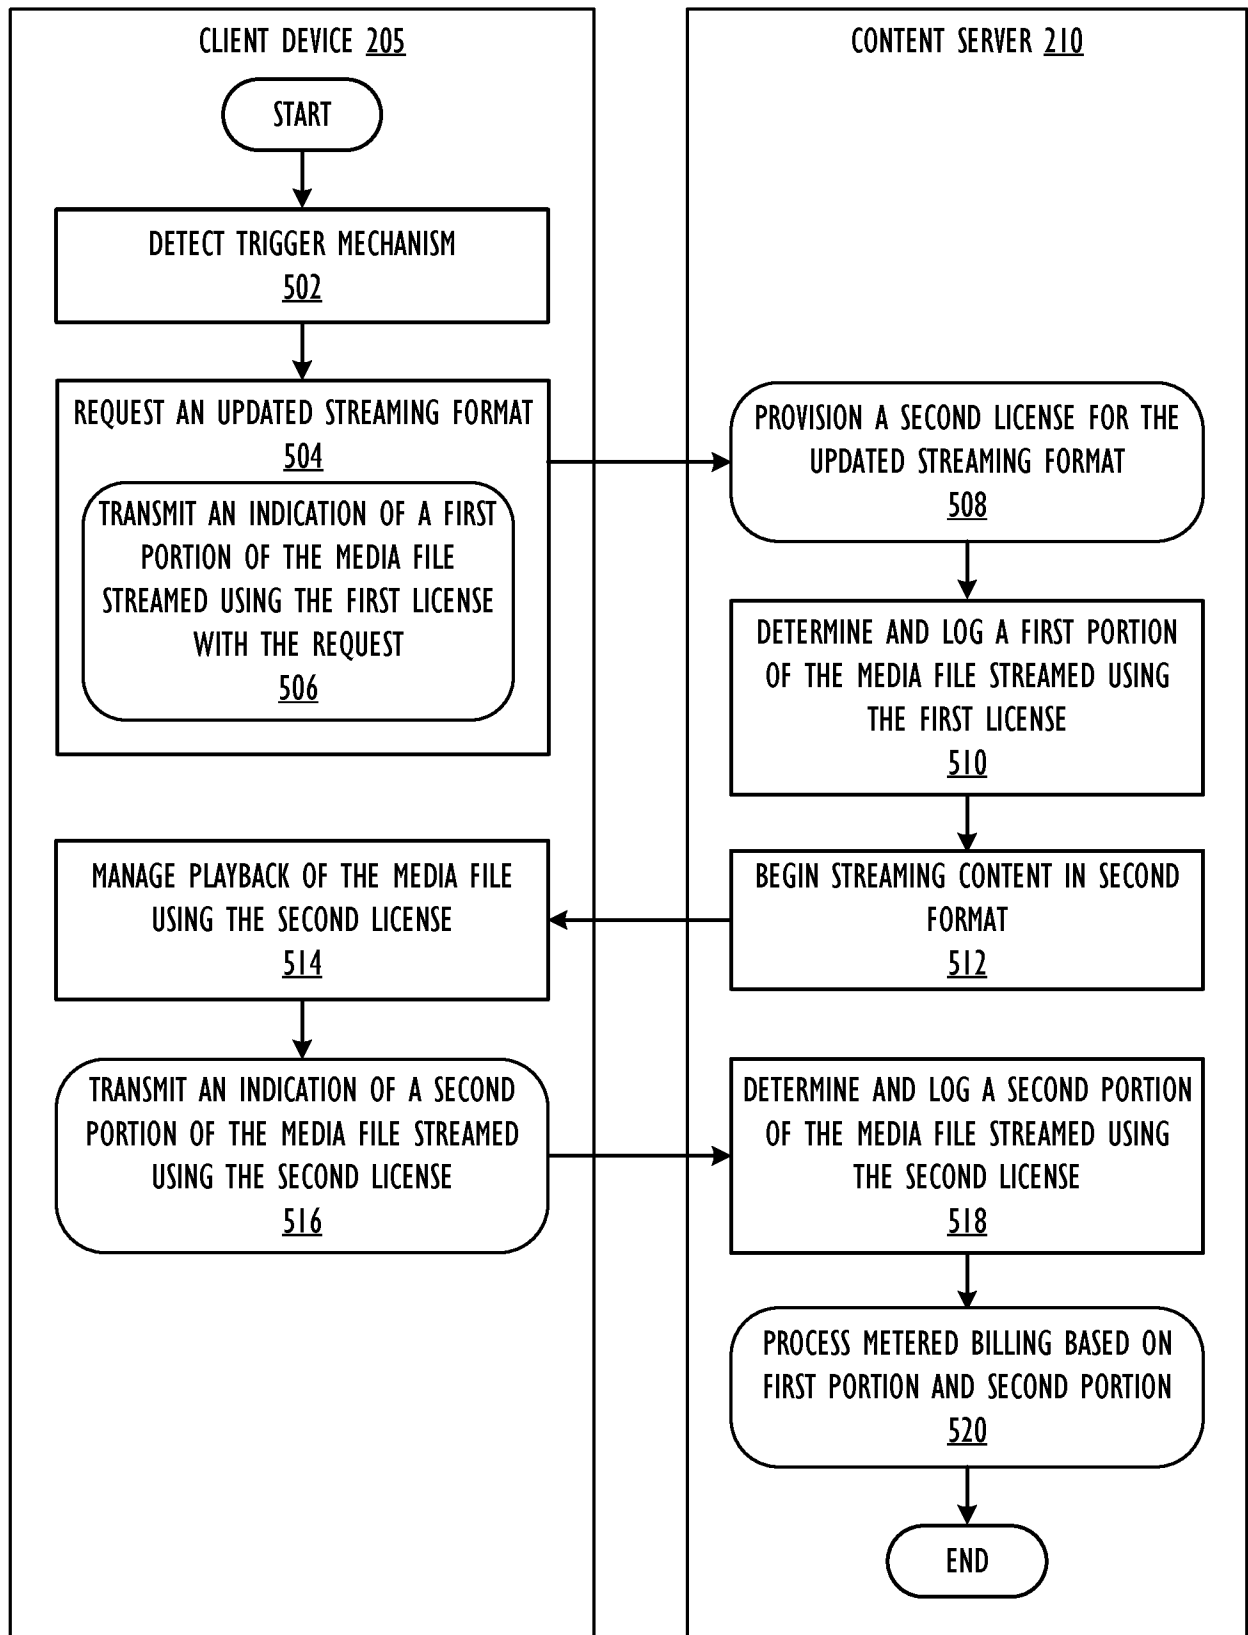 CLIENT DEVICE 205
START
DETECT TRIGGER MECHANISM
502
REQUEST AN UPDATED STREAMING FORMAT
504
TRANSMIT AN INDICATION OF A FIRST
PORTION OF THE MEDIA FILE
STREAMED USING THE FIRST LICENSE
WITH THE REQUEST
506
CONTENT SERVER 210
PROVISION A SECOND LICENSE FOR THE
UPDATED STREAMING FORMAT
508
DETERMINE AND LOG A FIRST PORTION
OF THE MEDIA FILE STREAMED USING
THE FIRST LICENSE
510
BEGIN STREAMING CONTENT IN SECOND
FORMAT
512
MANAGE PLAYBACK OF THE MEDIA FILE
USING THE SECOND LICENSE
514
TRANSMIT AN INDICATION OF A SECOND
PORTION OF THE MEDIA FILE STREAMED
USING THE SECOND LICENSE
516
DETERMINE AND LOG A SECOND PORTION
OF THE MEDIA FILE STREAMED USING
THE SECOND LICENSE
518
PROCESS METERED BILLING BASED ON
FIRST PORTION AND SECOND PORTION
520
END